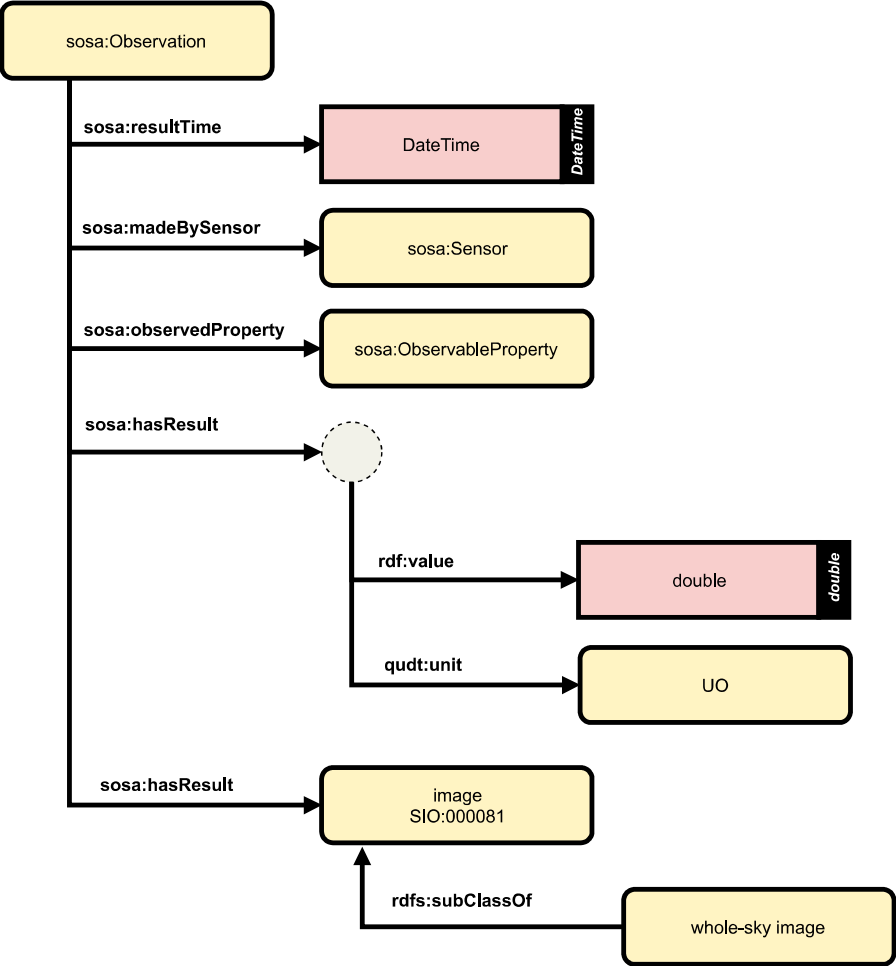 sosa:Observation
sosa:resultTime
DateTime
DateTime
sosa:madeBySensor
sosa:Sensor
sosa:observedProperty
sosa:ObservableProperty
sosa:hasResult
rdf:value
double
double
qudt:unit
UO
sosa:hasResult
image
SIO:000081
rdfs:subClassOf
whole-sky image